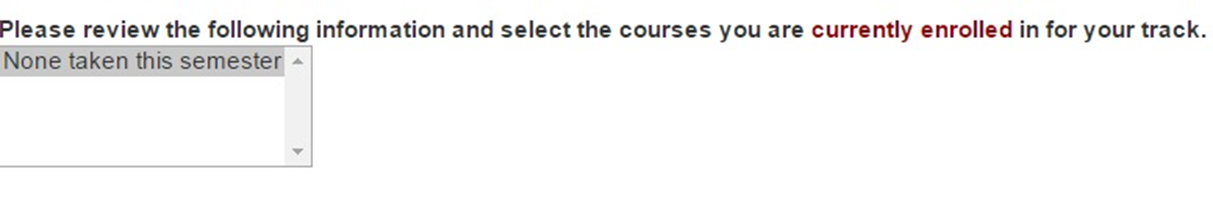 Please review the following information and select the courses you are currently enrolled in for your track.
None taken this semester